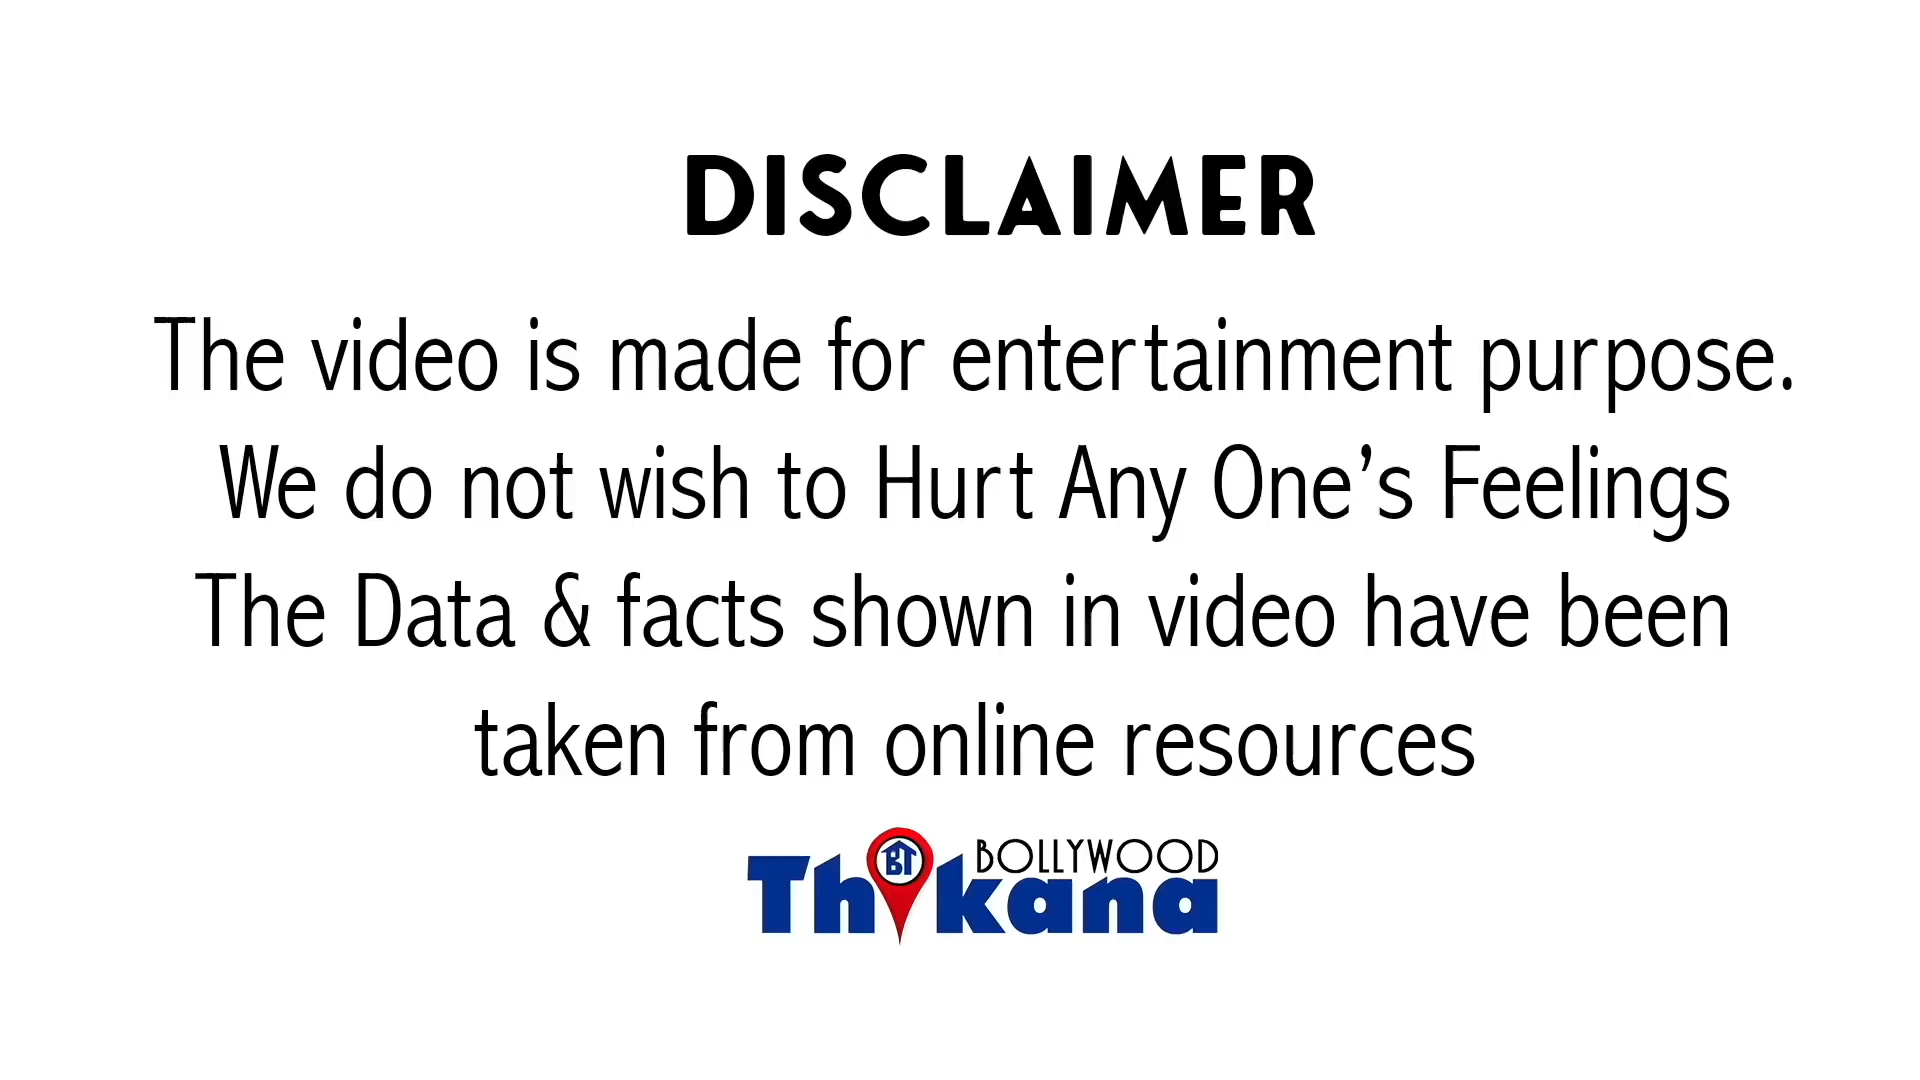 DISCLAIMER
The video is made for entertainment purpose.
We do not wish to Hurt Any One’s Feelings
The Data & facts shown in video have been
taken from online resources
BT
BOLLYWOOD
Thikana